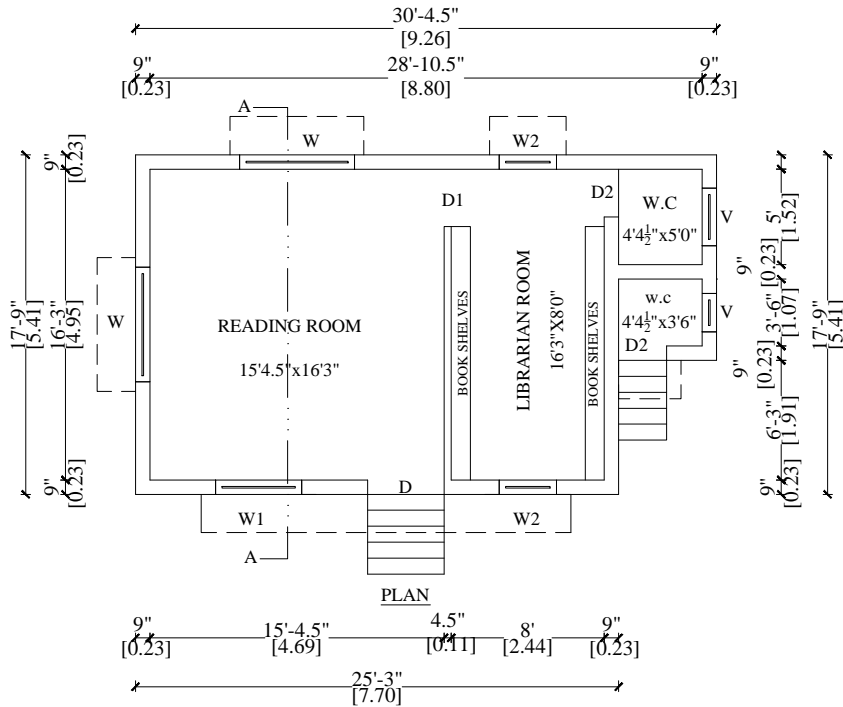 30'-4.5"
[9.26]
9"
28'-10.5"
9"
[0.23]
[8.80]
[0.23]
A
W
W2
9"
[0.23]
9"
[0.23]
D1
D2
W.C
4'4½"x5'0"
V
5'
[1.52]
17'-9"
[5.41]
16'-3"
[4.95]
W
READING ROOM
15'4.5"x16'3"
BOOK SHELVES
LIBRARIAN ROOM
16'3"X8'0"
BOOK SHELVES
w.c
4'4½"x3'6"
D2
V
9"
[0.23]
3'-6"
[1.07]
17'-9"
[5.41]
9"
[0.23]
6'-3"
[1.91]
9"
[0.23]
9"
[0.23]
D
W1
W2
A
PLAN
9"
15'-4.5"
4.5"
8'
9"
[0.23]
[4.69]
[0.11]
[2.44]
[0.23]
25'-3"
[7.70]